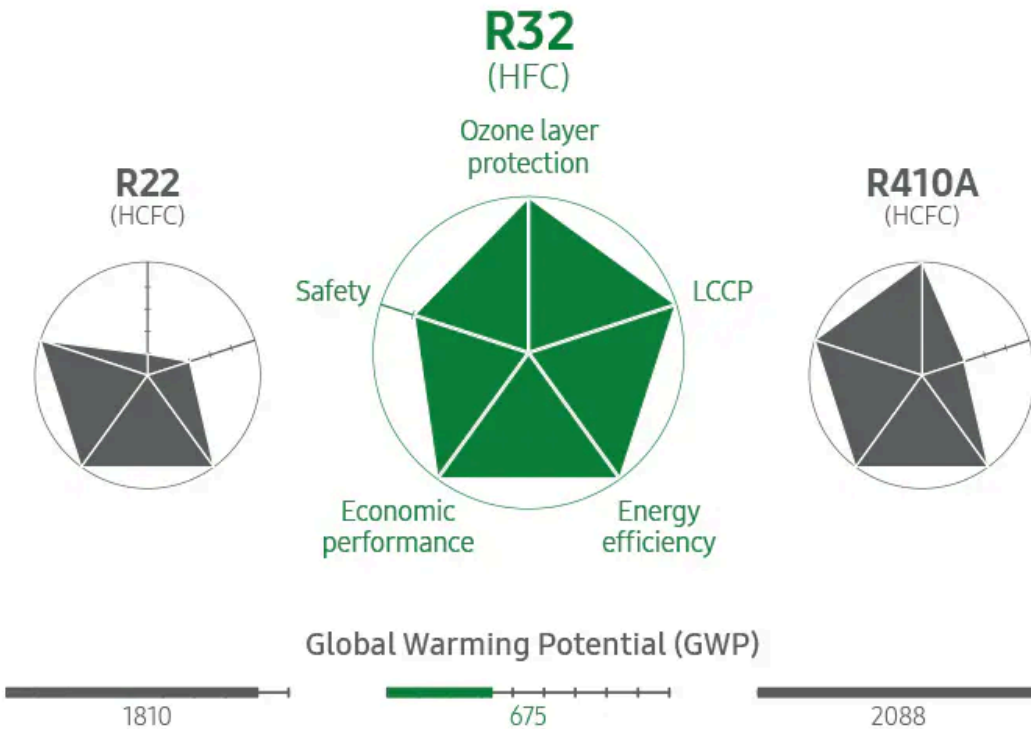 R32
(HFC)
Ozone layer
protection
R22
(HCFC)
R410A
(HCFC)
Safety
LCCP
Economic
performance
Energy
efficiency
Global Warming Potential (GWP)
1810
675
2088